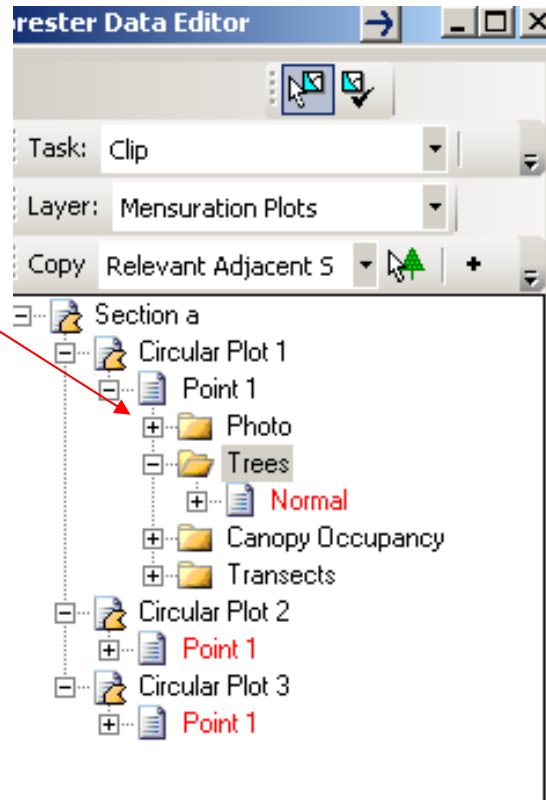 rester Data Editor
Task: Clip
Layer: Mensuration Plots
Copy Relevant Adjacent S
Section a
Circular Plot 1
Point 1
Photo
Trees
Normal
Canopy Occupancy
Transects
Circular Plot 2
Point 1
Circular Plot 3
Point 1